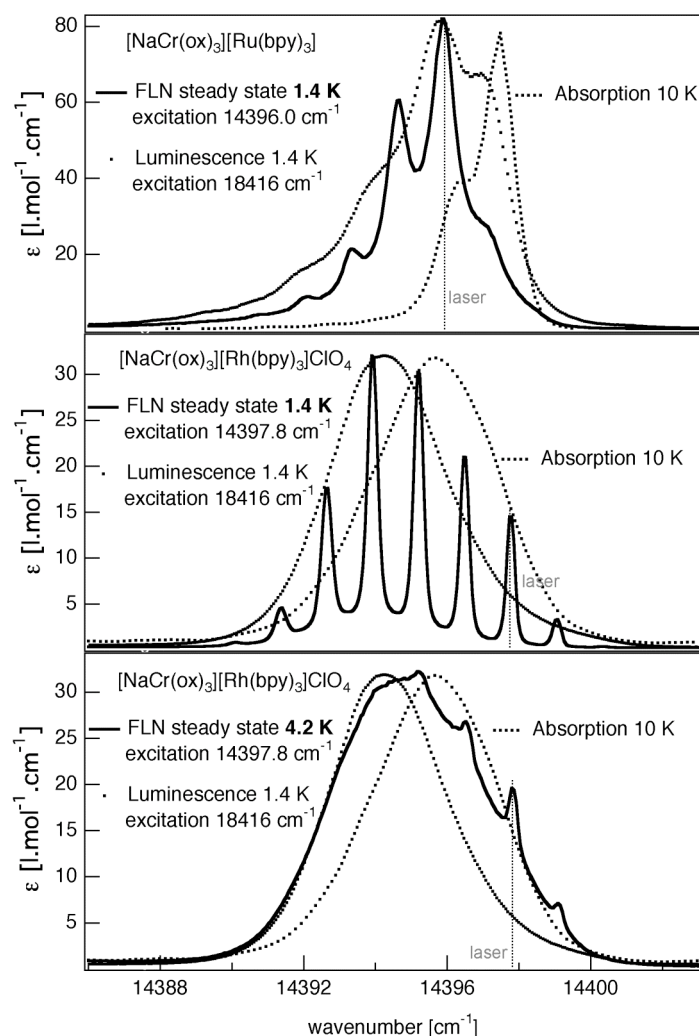 80
60
40
20
ε [l.mol⁻¹.cm⁻¹]
[NaCr(ox)₃][Ru(bpy)₃]
FLN steady state 1.4 K
excitation 14396.0 cm⁻¹
Luminescence 1.4 K
excitation 18416 cm⁻¹
Absorption 10 K
laser
30
25
20
15
10
5
ε [l.mol⁻¹.cm⁻¹]
[NaCr(ox)₃][Rh(bpy)₃]ClO₄
FLN steady state 1.4 K
excitation 14397.8 cm⁻¹
Luminescence 1.4 K
excitation 18416 cm⁻¹
Absorption 10 K
laser
30
25
20
15
10
5
ε [l.mol⁻¹.cm⁻¹]
[NaCr(ox)₃][Rh(bpy)₃]ClO₄
FLN steady state 4.2 K
excitation 14397.8 cm⁻¹
Luminescence 1.4 K
excitation 18416 cm⁻¹
Absorption 10 K
laser
14388 14392 14396 14400
wavenumber [cm⁻¹]